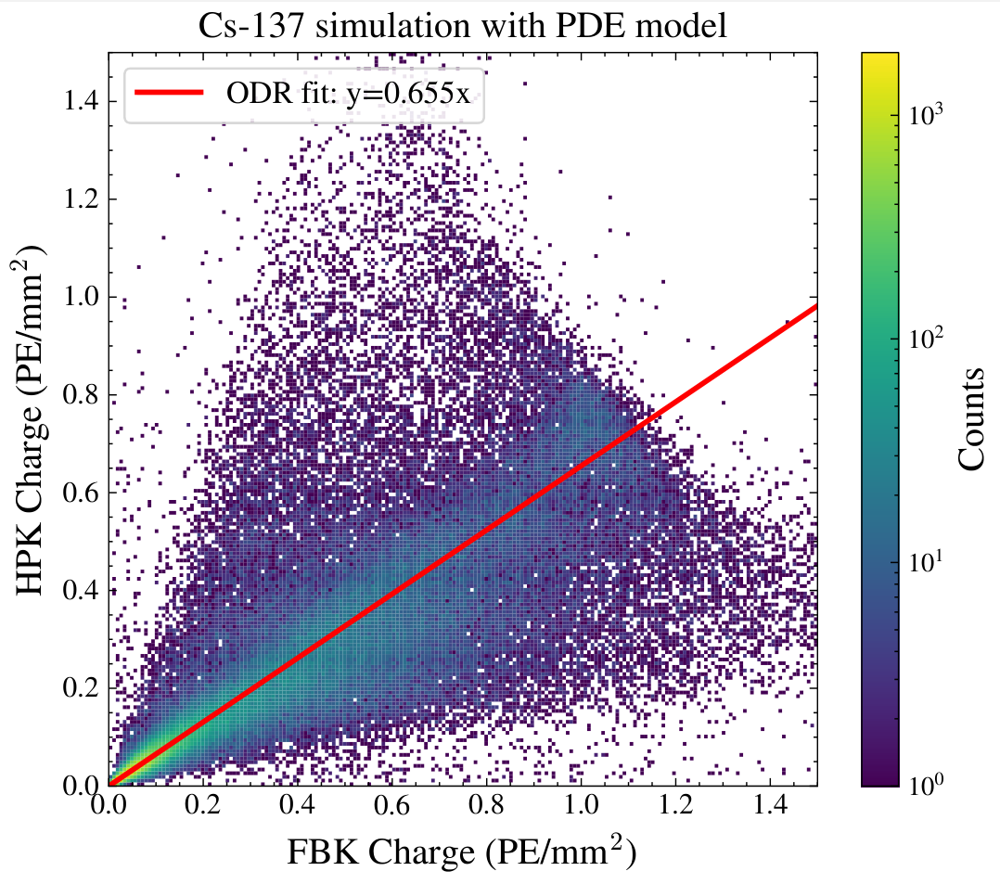 Cs-137 simulation with PDE model
ODR fit: y=0.655x
HPK Charge (PE/mm²)
1.4
1.2
1.0
0.8
0.6
0.4
0.2
0.0
0.0 0.2 0.4 0.6 0.8 1.0 1.2 1.4
FBK Charge (PE/mm²)
10³
10²
10¹
10⁰
Counts